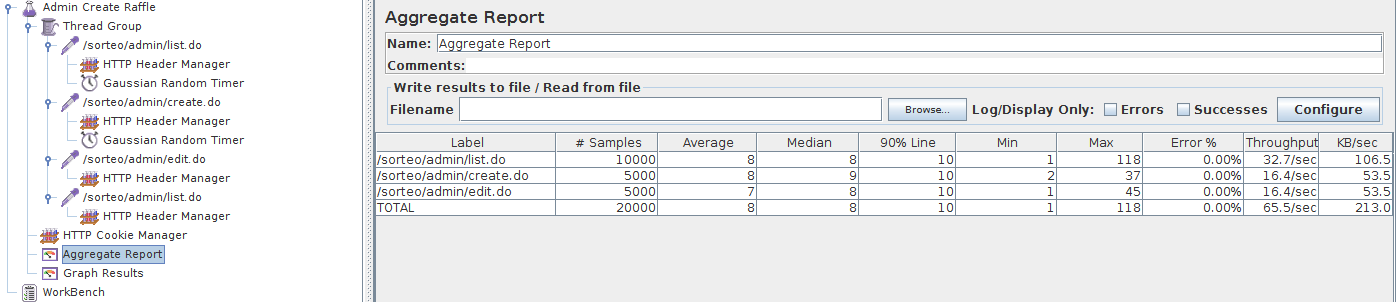 Admin Create Raffle
Thread Group
/sorteo/admin/list.do
HTTP Header Manager
Gaussian Random Timer
/sorteo/admin/create.do
HTTP Header Manager
Gaussian Random Timer
/sorteo/admin/edit.do
HTTP Header Manager
/sorteo/admin/list.do
HTTP Header Manager
HTTP Cookie Manager
Aggregate Report
Graph Results
WorkBench
Aggregate Report
Name: Aggregate Report
Comments:
Write results to file / Read from file
Filename Browse... Log/Display Only: Errors Successes Configure
Label # Samples Average Median 90% Line Min Max Error % Throughput KB/sec
/sorteo/admin/list.do 10000 8 8 10 1 118 0.00% 32.7/sec 106.5
/sorteo/admin/create.do 5000 8 9 10 2 37 0.00% 16.4/sec 53.5
/sorteo/admin/edit.do 5000 7 8 10 1 45 0.00% 16.4/sec 53.5
TOTAL 20000 8 8 10 1 118 0.00% 65.5/sec 213.0